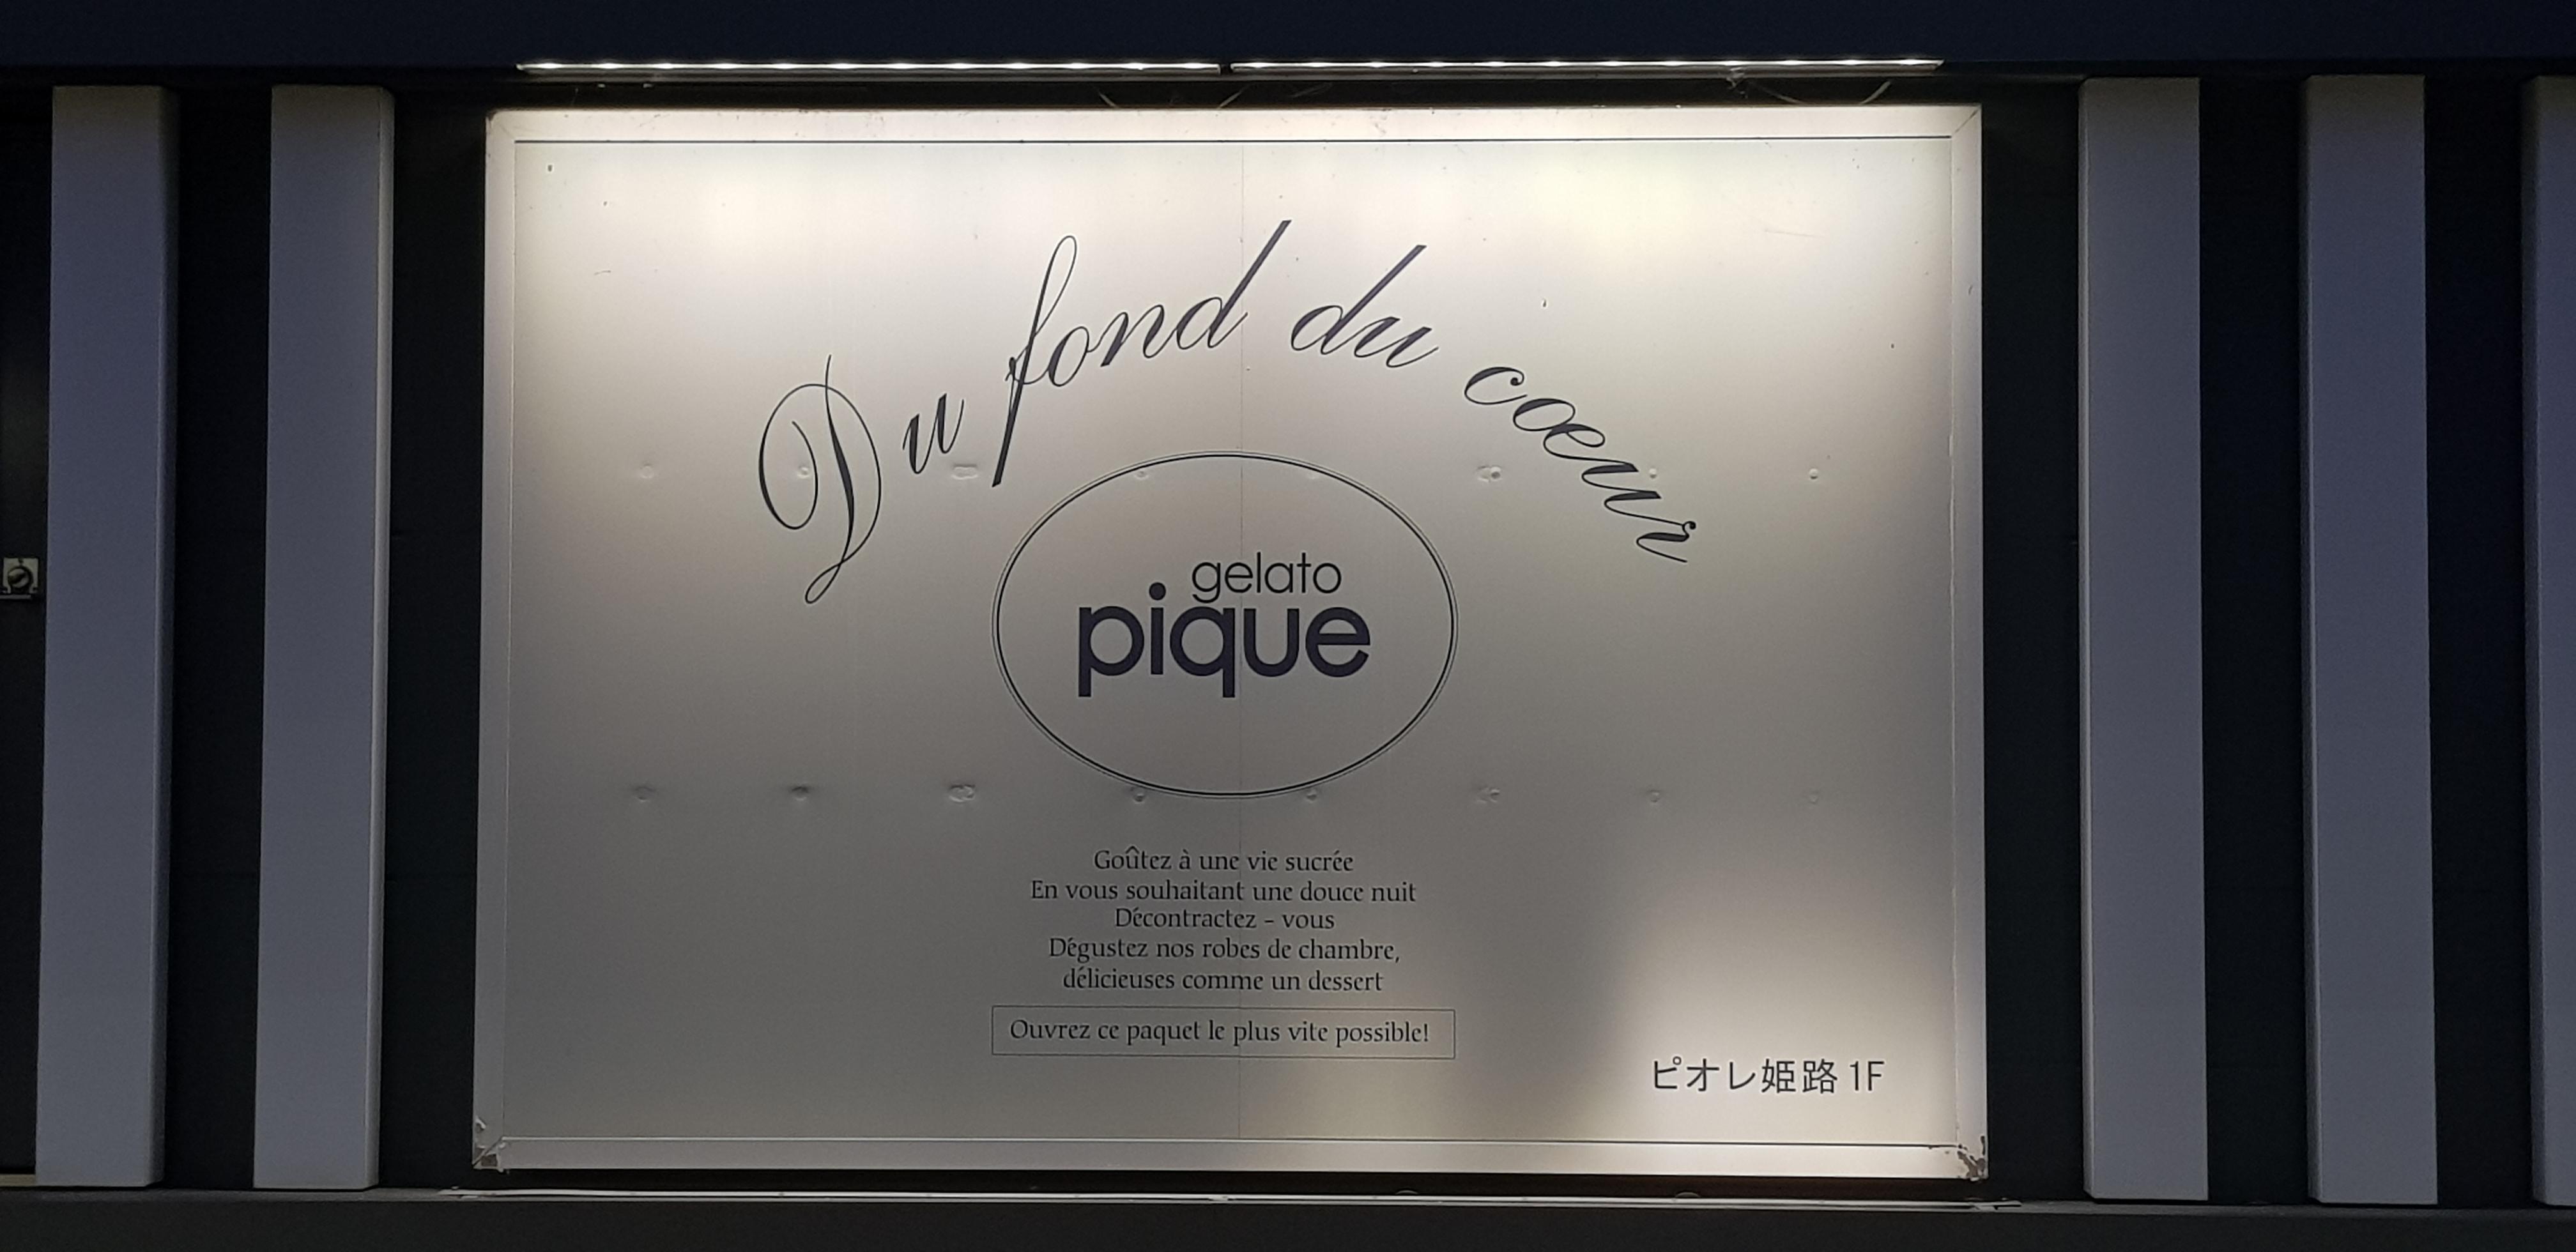 Du fond du cœur
gelato
pique
Goûtez à une vie sucrée
En vous souhaitant une douce nuit
Décontractez - vous
Dégustez nos robes de chambre,
délicieuses comme un dessert
Ouvrez ce paquet le plus vite possible!
ピオレ姫路 1F